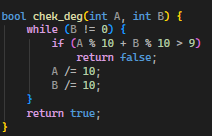 bool chek_deg(int A, int B) {
    while (B != 0) {
        if (A % 10 + B % 10 > 9)
            return false;
        A /= 10;
        B /= 10;
    }
    return true;
}